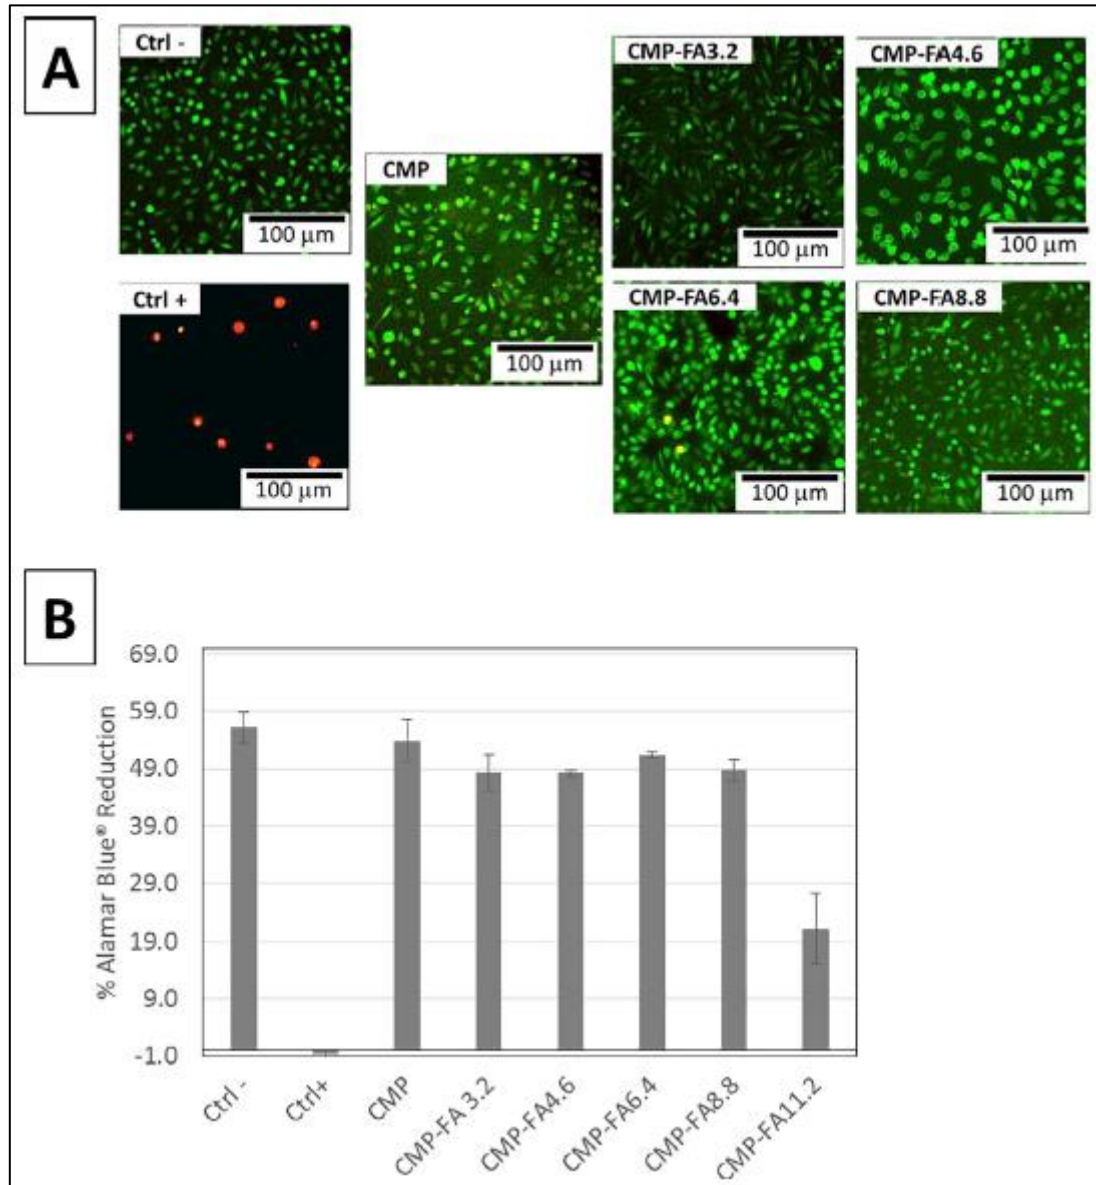 A
Ctrl -
100 μm
Ctrl +
100 μm
CMP
100 μm
CMP-FA3.2
100 μm
CMP-FA4.6
100 μm
CMP-FA6.4
100 μm
CMP-FA8.8
100 μm
B
% Alamar Blue® Reduction
69.0
59.0
49.0
39.0
29.0
19.0
9.0
-1.0
Ctrl -
Ctrl+
CMP
CMP-FA 3.2
CMP-FA4.6
CMP-FA6.4
CMP-FA8.8
CMP-FA11.2